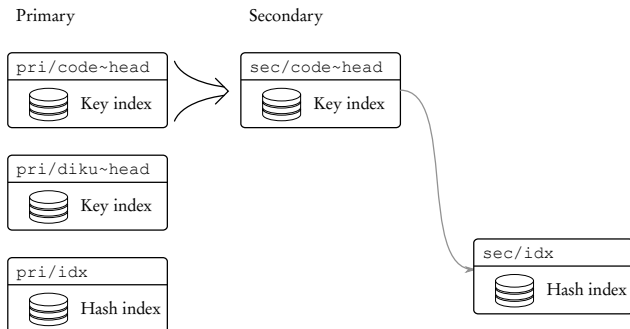 Primary
Secondary
pri/code~head
Key index
sec/code~head
Key index
pri/diku~head
Key index
pri/idx
Hash index
sec/idx
Hash index